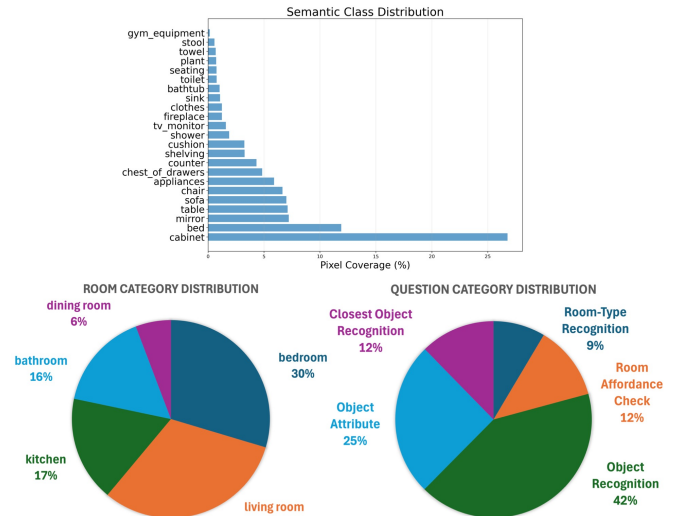 Semantic Class Distribution
gym_equipment
stool
towel
plant
seating
toilet
bathtub
sink
clothes
fireplace
tv_monitor
shower
cushion
shelving
counter
chest_of_drawers
appliances
chair
sofa
table
mirror
bed
cabinet
0 5 10 15 20 25
Pixel Coverage (%)
ROOM CATEGORY DISTRIBUTION
dining room
6%
bathroom
16%
kitchen
17%
bedroom
30%
living room
QUESTION CATEGORY DISTRIBUTION
Closest Object
Recognition
12%
Object
Attribute
25%
Room-Type
Recognition
9%
Room
Affordance
Check
12%
Object
Recognition
42%